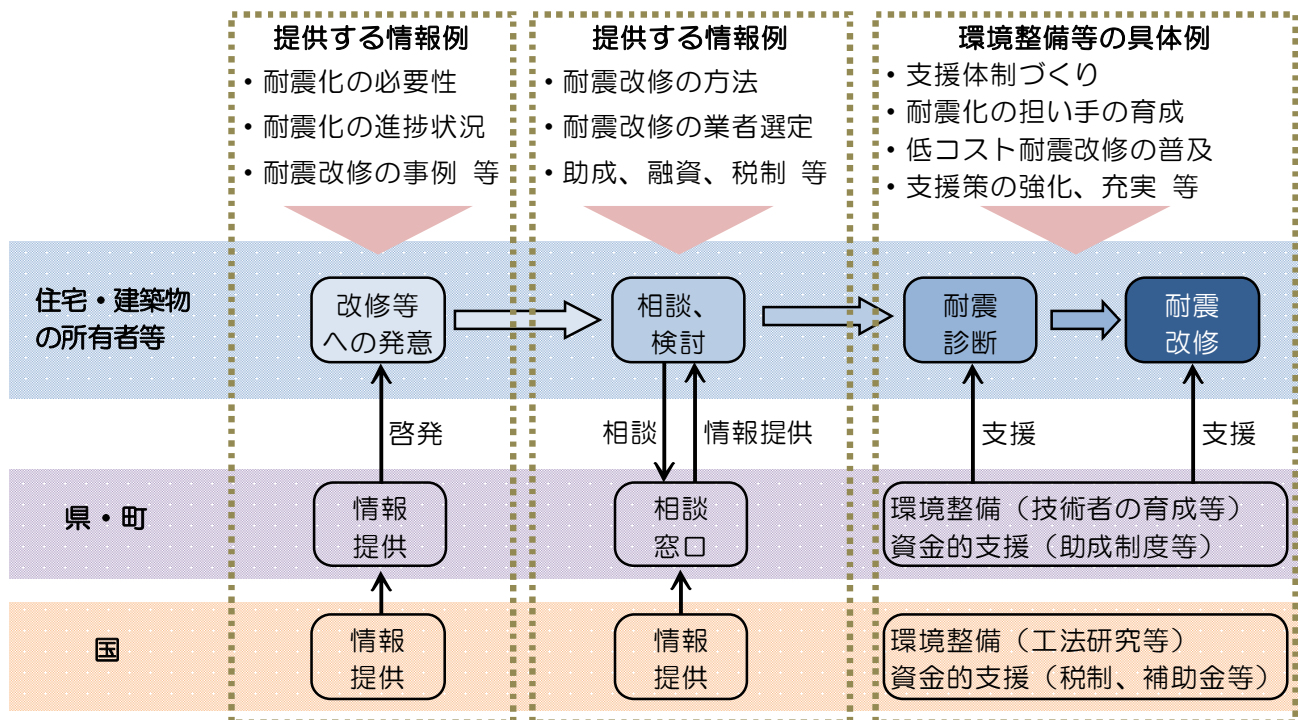 提供する情報例
・耐震化の必要性
・耐震化の進捗状況
・耐震改修の事例 等
提供する情報例
・耐震改修の方法
・耐震改修の業者選定
・助成、融資、税制 等
環境整備等の具体例
・支援体制づくり
・耐震化の担い手の育成
・低コスト耐震改修の普及
・支援策の強化、充実 等
住宅・建築物
の所有者等
改修等
への発意
相談、
検討
耐震
診断
耐震
改修
啓発
相談
情報提供
支援
支援
県・町
情報
提供
相談
窓口
環境整備（技術者の育成等）
資金的支援（助成制度等）
国
情報
提供
情報
提供
環境整備（工法研究等）
資金的支援（税制、補助金等）